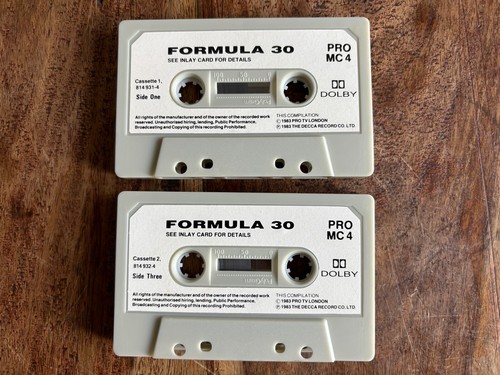 FORMULA 30
SEE INLAY CARD FOR DETAILS
PRO
MC 4
Cassette 1,
814 931-4
Side One
100 50 0
DOLBY
All rights of the manufacturer and of the owner of the recorded work
reserved. Unauthorised hiring, lending, Public Performance,
Broadcasting and Copying of this recording Prohibited.
THIS COMPILATION
Ⓒ 1983 PRO TV LONDON
Ⓟ 1983 THE DECCA RECORD CO. LTD.
FORMULA 30
SEE INLAY CARD FOR DETAILS
PRO
MC 4
Cassette 2,
814 932-4
Side Three
DOLBY
All rights of the manufacturer and of the owner of the recorded work
reserved. Unauthorised hiring, lending, Public Performance,
Broadcasting and Copying of this recording Prohibited.
THIS COMPILATION
Ⓒ 1983 PRO TV LONDON
Ⓟ 1983 THE DECCA RECORD CO. LTD.